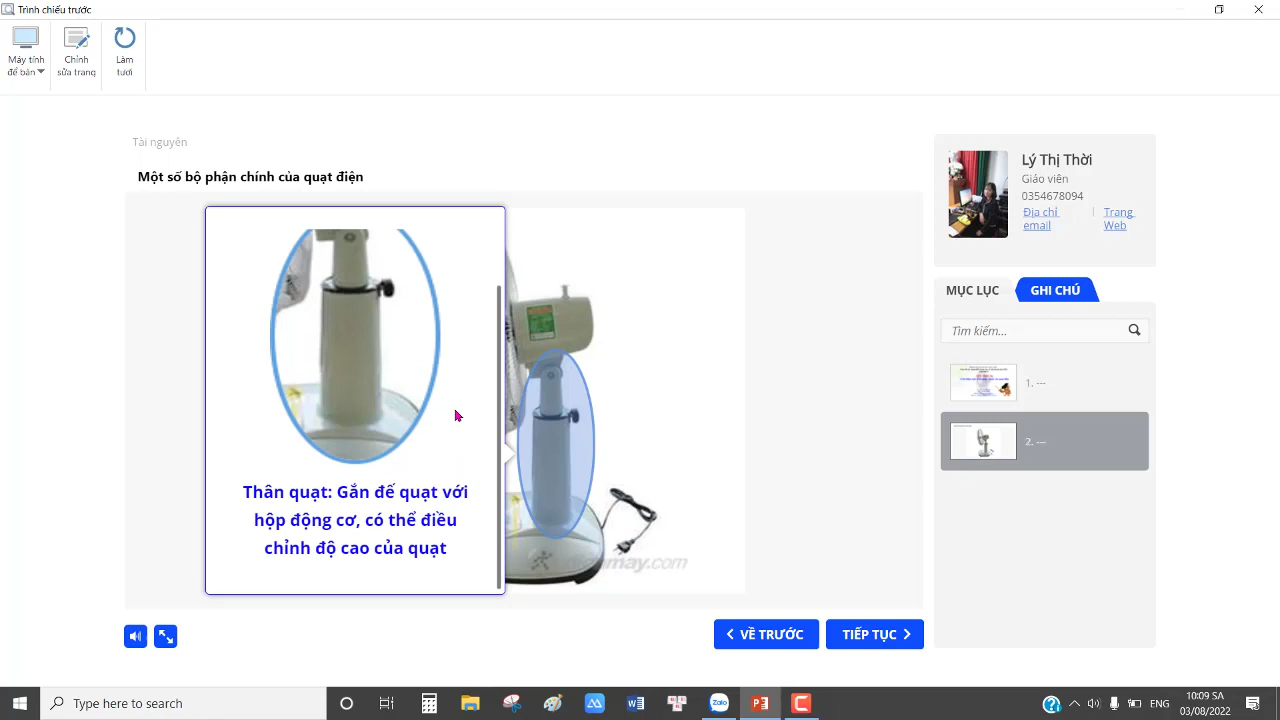 Trình chiếu trước
Máy tính
để bàn
Chỉnh
sửa trang
Làm
tươi
Tài nguyên
Một số bộ phận chính của quạt điện
Thân quạt: Gắn đế quạt với
hộp động cơ, có thể điều
chỉnh độ cao của quạt
may.com
VỀ TRƯỚC
TIẾP TỤC
Lý Thị Thời
Giáo viên
0354678094
Địa chỉ
email
Trang
Web
MỤC LỤC
GHI CHÚ
Tìm kiếm...
1. ---
2. ---
Type here to search
Zalo
ENG
10:09 SA
03/08/2022